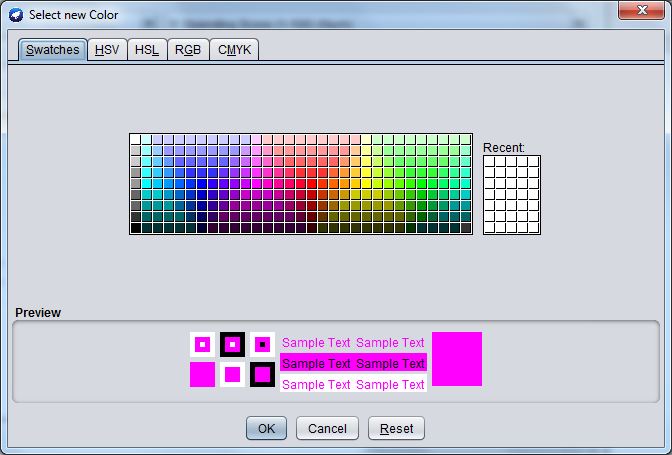 Select new Color
Swatches HSV HSL RGB CMYK
Recent:
Preview
Sample Text Sample Text
Sample Text Sample Text
Sample Text Sample Text
OK Cancel Reset